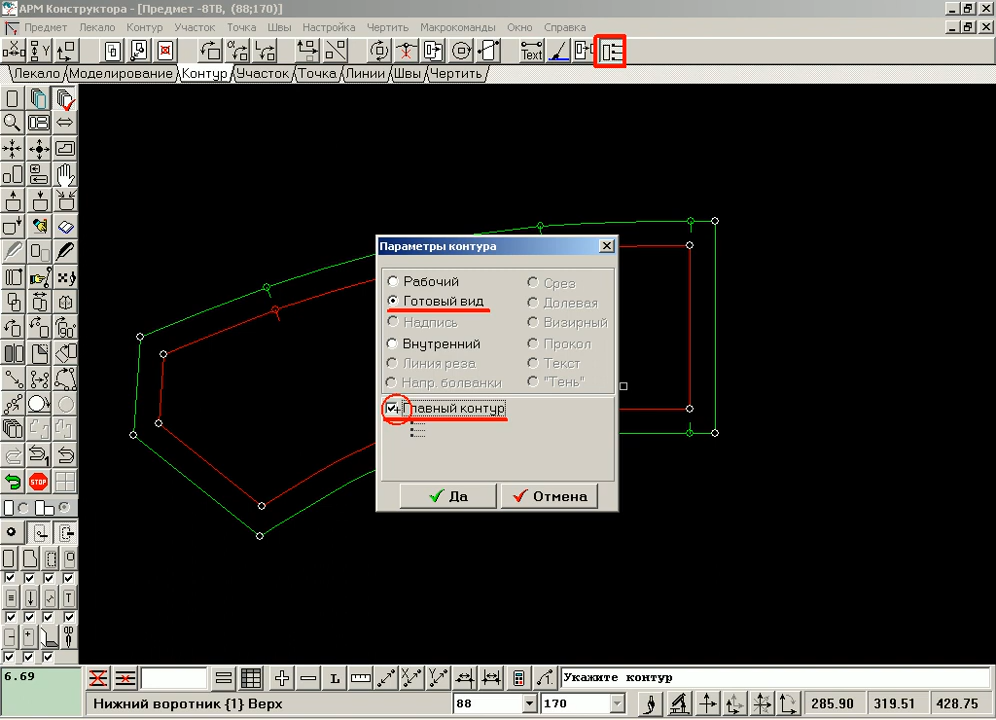 АРМ Конструктора - [Предмет -8ТВ, (88;170)]
Предмет Лекало Контур Участок Точка Швы Настройка Чертить Макрокоманды Окно Справка
Text
Лекало Моделирование Контур Участок Точка Линии Швы Чертить
Параметры контура
Рабочий
Готовый вид
Надпись
Внутренний
Линия реза
Напр. болванки
Срез
Долевая
Визирный
Прокол
Текст
"Тень"
Главный контур
Да Отмена
STOP
6.69
L
Укажите контур
Нижний воротник {1} Верх
88
170
285.90 319.51 428.75